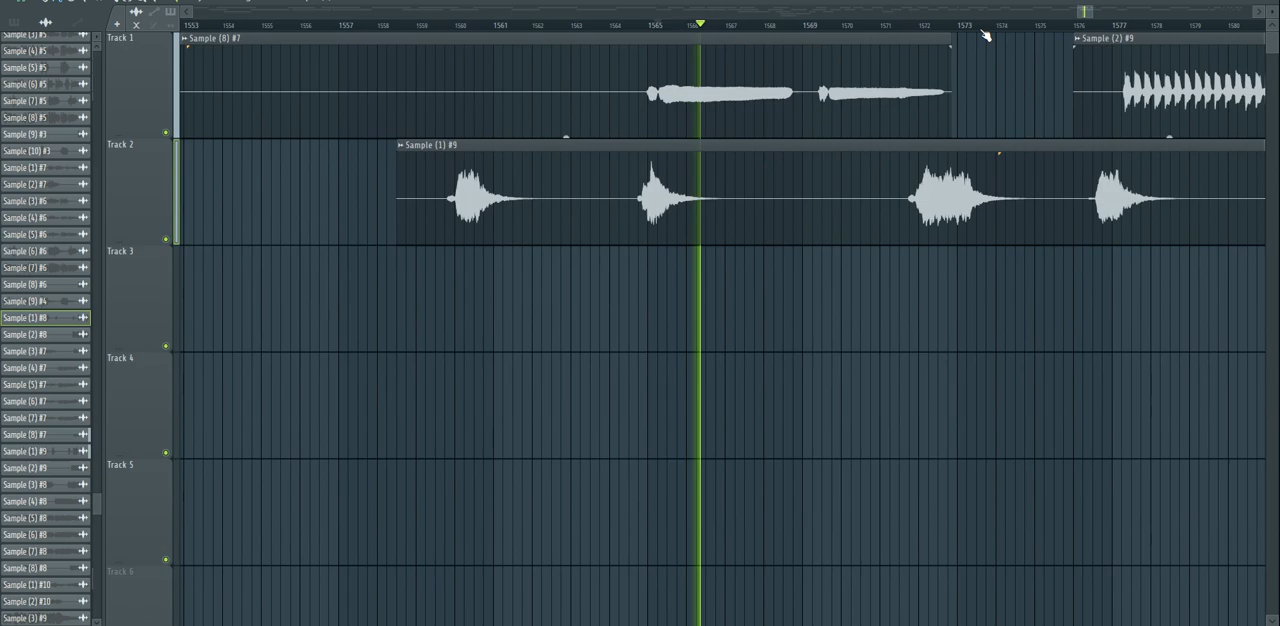 1553 1554 1555 1556 1557 1558 1559 1560 1561 1562 1563 1564 1565 1566 1567 1568 1569 1570 1571 1572 1573 1574 1575 1576 1577 1578 1579 1580
Sample (3) #5
Track 1
Sample (8) #7
Sample (2) #9
Sample (4) #5
Sample (5) #5
Sample (6) #5
Sample (7) #5
Sample (8) #5
Sample (9) #3
Track 2
Sample (1) #9
Sample (10) #3
Sample (1) #7
Sample (2) #7
Sample (3) #6
Sample (4) #6
Sample (5) #6
Track 3
Sample (6) #6
Sample (7) #6
Sample (8) #6
Sample (9) #4
Sample (1) #8
Sample (2) #8
Sample (3) #7
Track 4
Sample (4) #7
Sample (5) #7
Sample (6) #7
Sample (7) #7
Sample (8) #7
Sample (1) #9
Track 5
Sample (2) #9
Sample (3) #8
Sample (4) #8
Sample (5) #8
Sample (6) #8
Sample (7) #8
Sample (8) #8
Track 6
Sample (1) #10
Sample (2) #10
Sample (3) #9